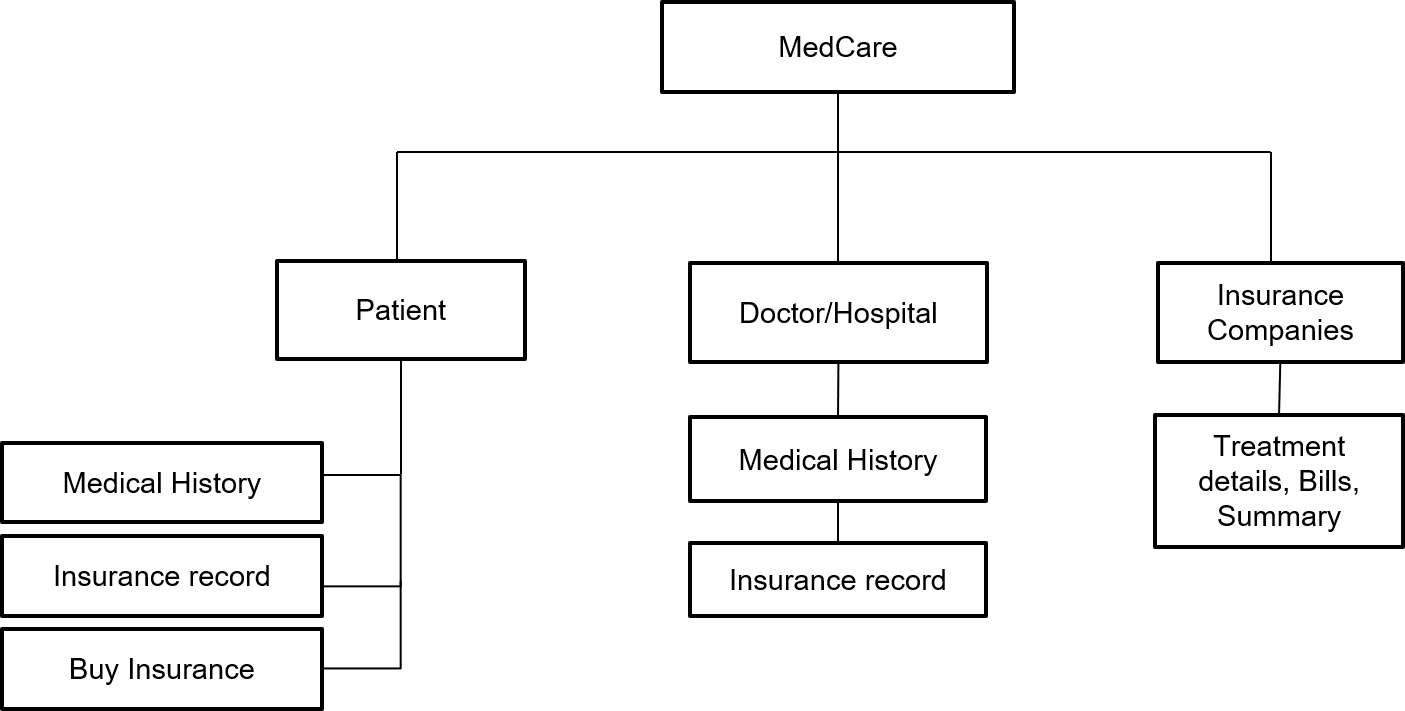 MedCare
Patient
Doctor/Hospital
Insurance
Companies
Medical History
Insurance record
Buy Insurance
Medical History
Insurance record
Treatment
details, Bills,
Summary